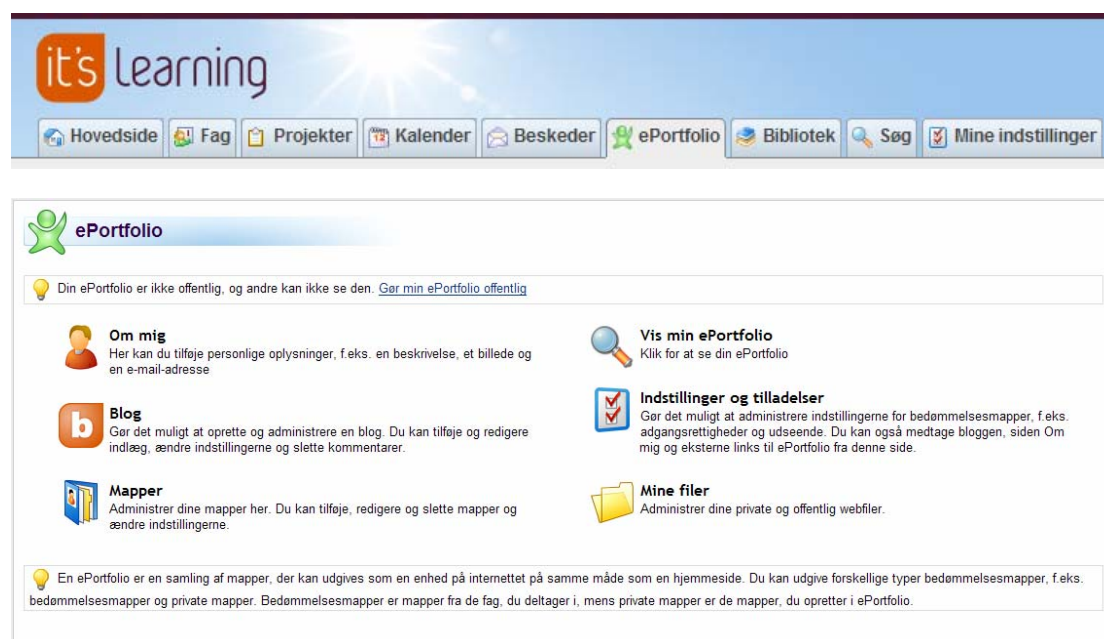 it's learning
Hovedside Fag Projekter Kalender Beskeder ePortfolio Bibliotek Søg Mine indstillinger
ePortfolio
Din ePortfolio er ikke offentlig, og andre kan ikke se den. Gør min ePortfolio offentlig
Om mig
Her kan du tilføje personlige oplysninger, f.eks. en beskrivelse, et billede og
en e-mail-adresse
Blog
Gør det muligt at oprette og administrere en blog. Du kan tilføje og redigere
indlæg, ændre indstillingerne og slette kommentarer.
Mapper
Administrer dine mapper her. Du kan tilføje, redigere og slette mapper og
ændre indstillingerne.
Vis min ePortfolio
Klik for at se din ePortfolio
Indstillinger og tilladelser
Gør det muligt at administrere indstillingerne for bedømmelsesmapper, f.eks.
adgangsrettigheder og udseende. Du kan også medtage bloggen, siden Om
mig og eksterne links til ePortfolio fra denne side.
Mine filer
Administrer dine private og offentlig webfiler.
En ePortfolio er en samling af mapper, der kan udgives som en enhed på internettet på samme måde som en hjemmeside. Du kan udgive forskellige typer bedømmelsesmapper, f.eks.
bedømmelsesmapper og private mapper. Bedømmelsesmapper er mapper fra de fag, du deltager i, mens private mapper er de mapper, du opretter i ePortfolio.